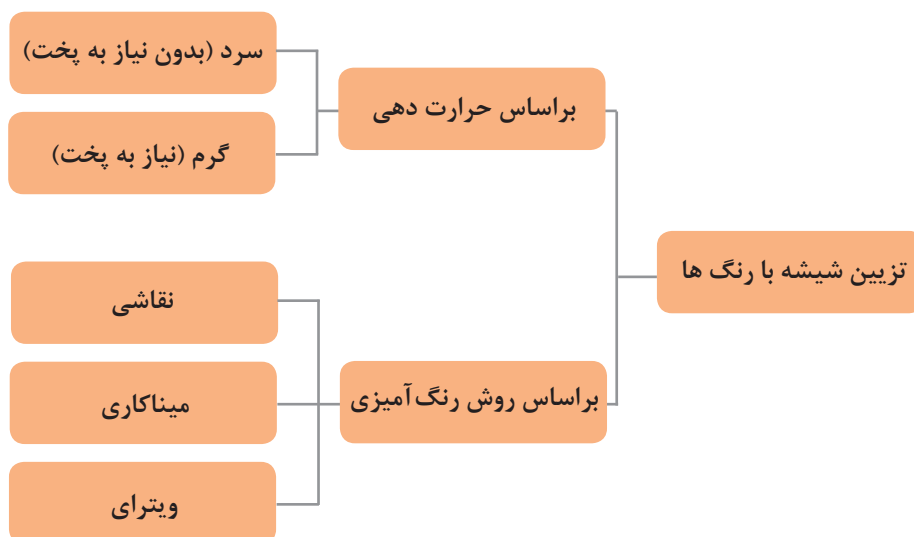 تزیین شیشه با رنگ ها
براساس حرارت دهی
سرد (بدون نیاز به پخت)
گرم (نیاز به پخت)
براساس روش رنگ آمیزی
نقاشی
میناکاری
ویترای